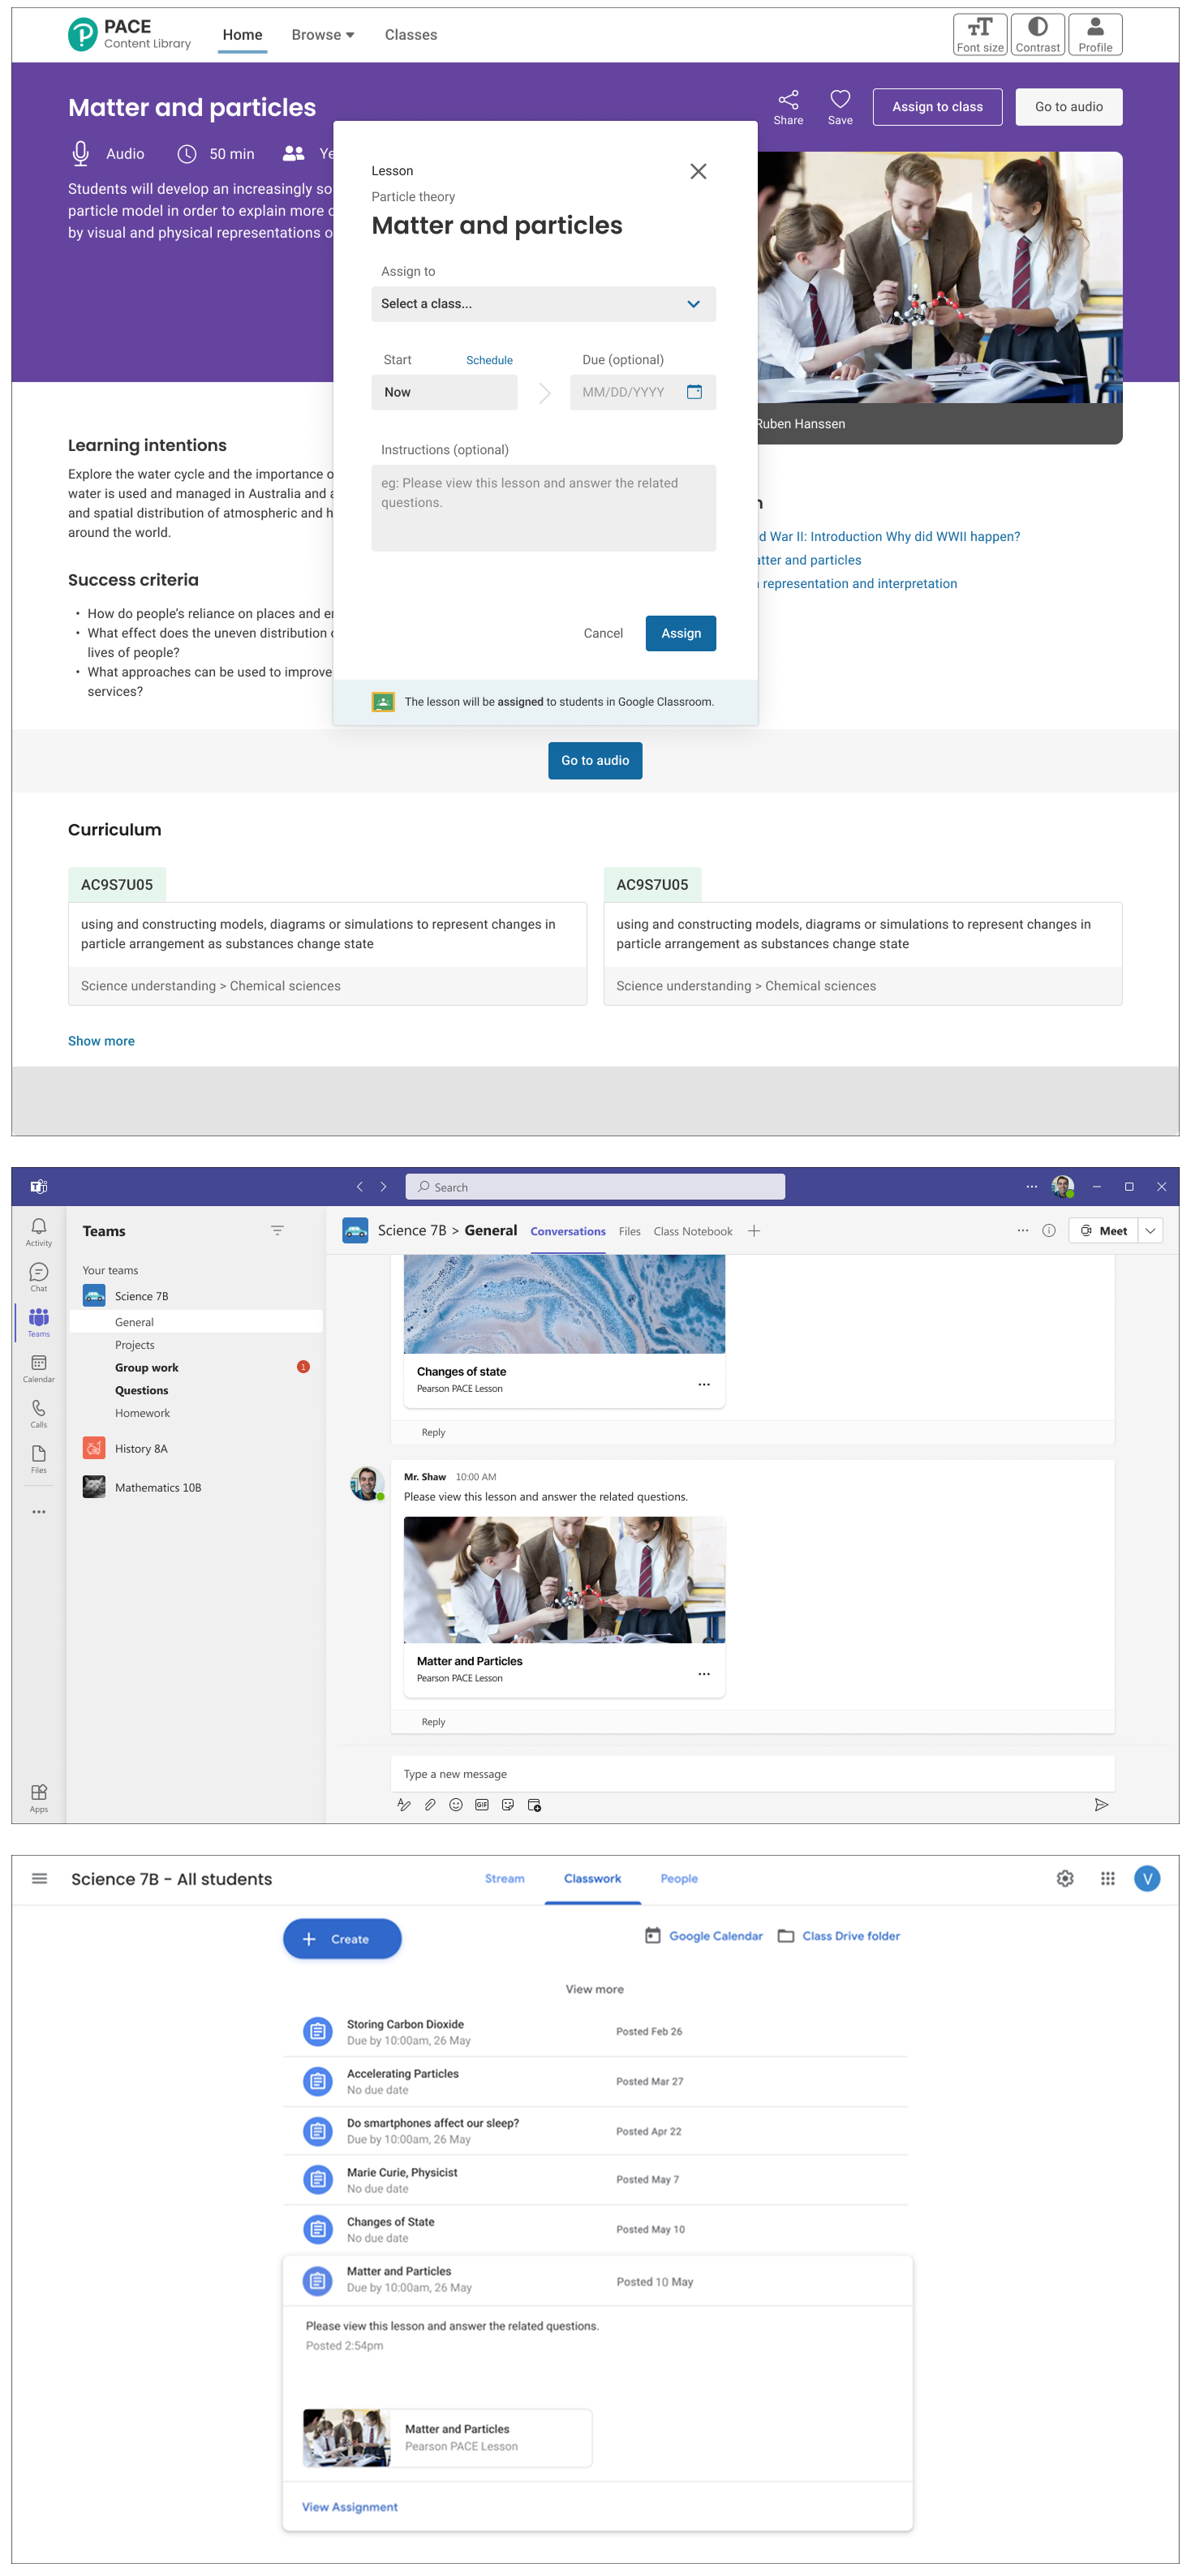 PACE
Content Library
Home
Browse
Classes
Font size
Contrast
Profile
Matter and particles
Share
Save
Assign to class
Go to audio
Audio
50 min
Ye
Students will develop an increasingly so
particle model in order to explain more c
by visual and physical representations o
Lesson
Particle theory
Matter and particles
Assign to
Select a class...
Start
Schedule
Due (optional)
Now
MM/DD/YYYY
Instructions (optional)
eg: Please view this lesson and answer the related
questions.
Cancel
Assign
The lesson will be assigned to students in Google Classroom.
Ruben Hanssen
Learning intentions
Explore the water cycle and the importance o
water is used and managed in Australia and a
and spatial distribution of atmospheric and h
around the world.
Success criteria
• How do people’s reliance on places and e
• What effect does the uneven distribution
lives of people?
• What approaches can be used to improve
services?
d War II: Introduction Why did WWII happen?
atter and particles
representation and interpretation
Go to audio
Curriculum
AC9S7U05
using and constructing models, diagrams or simulations to represent changes in
particle arrangement as substances change state
Science understanding > Chemical sciences
AC9S7U05
using and constructing models, diagrams or simulations to represent changes in
particle arrangement as substances change state
Science understanding > Chemical sciences
Show more
Search
Activity
Chat
Teams
Calendar
Calls
Files
Apps
Teams
Your teams
Science 7B
General
Projects
Group work
1
Questions
Homework
History 8A
Mathematics 10B
Science 7B > General
Conversations
Files
Class Notebook
Meet
Changes of state
Pearson PACE Lesson
Reply
Mr. Shaw 10:00 AM
Please view this lesson and answer the related questions.
Matter and Particles
Pearson PACE Lesson
Reply
Type a new message
GIF
Science 7B - All students
Stream
Classwork
People
V
Create
Google Calendar
Class Drive folder
View more
Storing Carbon Dioxide
Due by 10:00am, 26 May
Posted Feb 26
Accelerating Particles
No due date
Posted Mar 27
Do smartphones affect our sleep?
Due by 10:00am, 26 May
Posted Apr 22
Marie Curie, Physicist
No due date
Posted May 7
Changes of State
No due date
Posted May 10
Matter and Particles
Due by 10:00am, 26 May
Posted 10 May
Please view this lesson and answer the related questions.
Posted 2:54pm
Matter and Particles
Pearson PACE Lesson
View Assignment